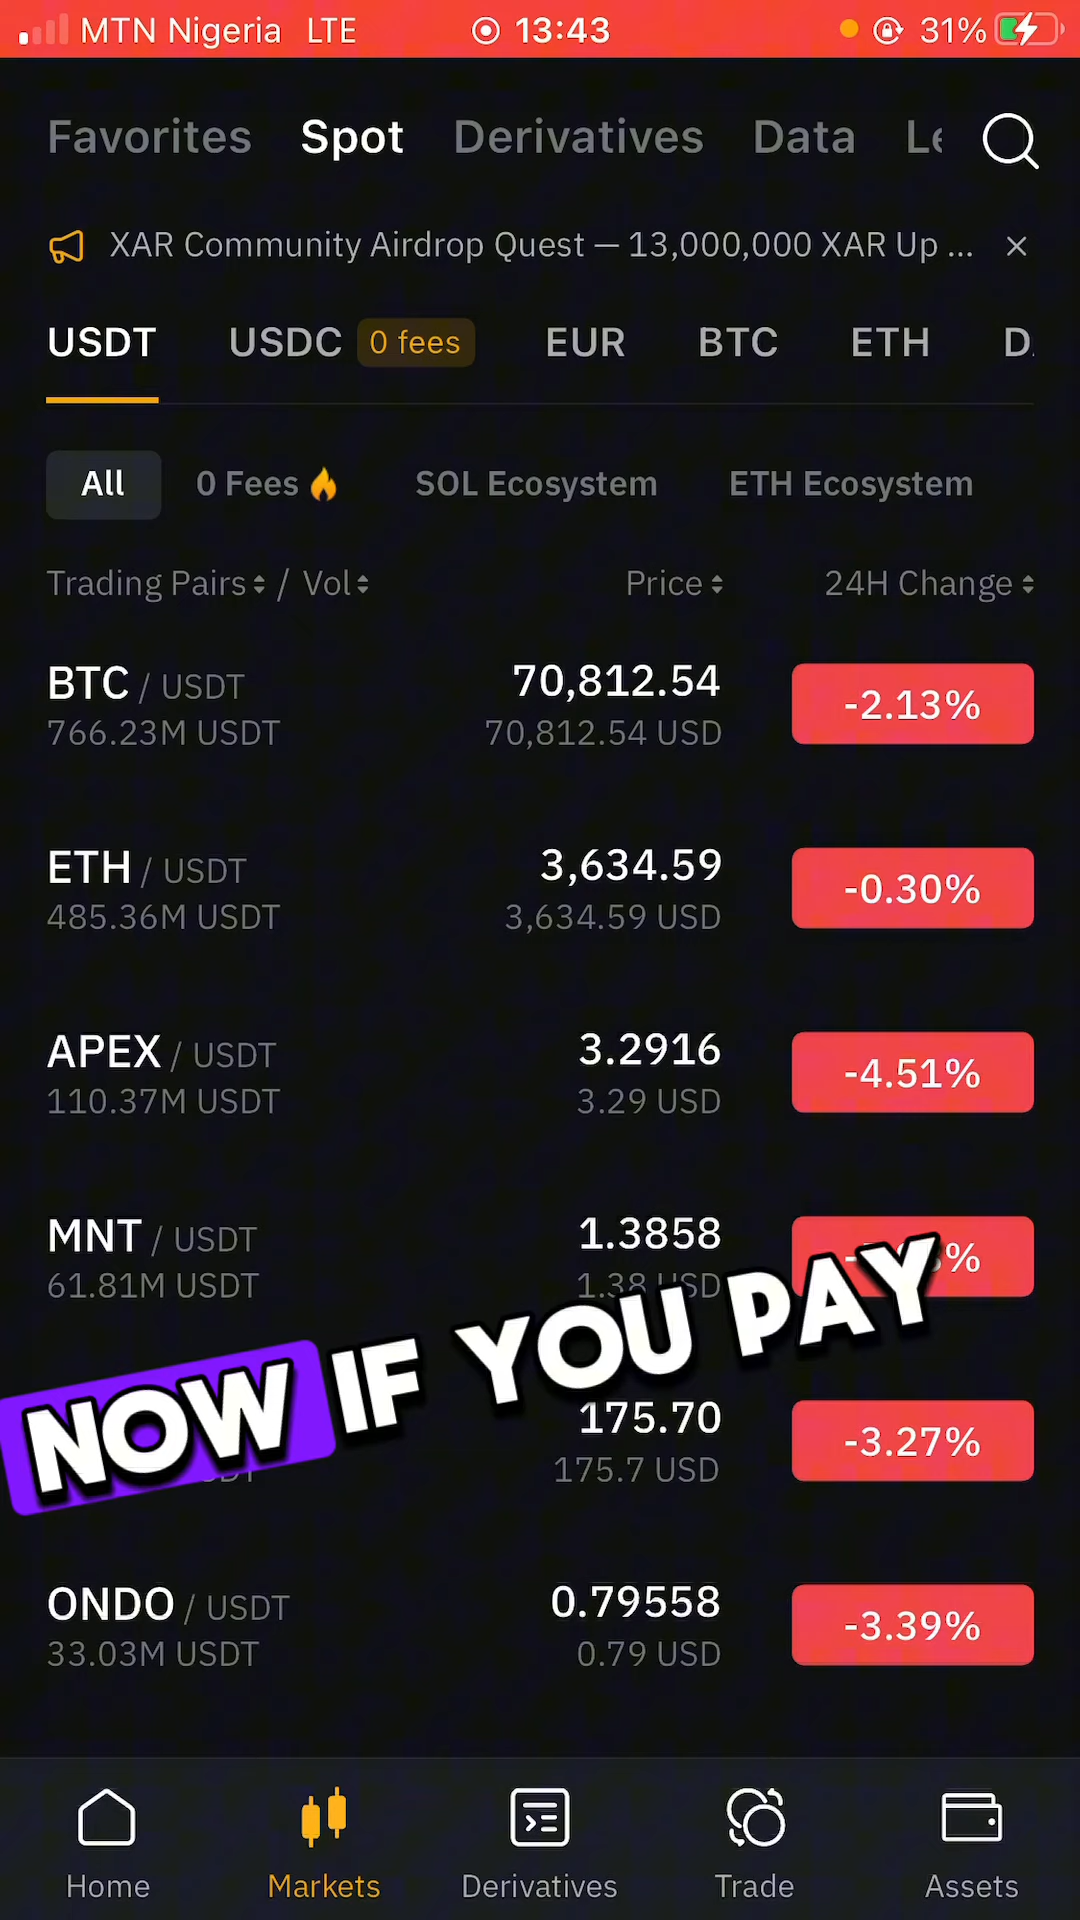 MTN Nigeria LTE 13:43 31%
Favorites Spot Derivatives Data Le
XAR Community Airdrop Quest — 13,000,000 XAR Up ...
USDT USDC 0 fees EUR BTC ETH D
All 0 Fees SOL Ecosystem ETH Ecosystem
Trading Pairs / Vol Price 24H Change
BTC / USDT 70,812.54 -2.13%
766.23M USDT 70,812.54 USD
ETH / USDT 3,634.59 -0.30%
485.36M USDT 3,634.59 USD
APEX / USDT 3.2916 -4.51%
110.37M USDT 3.29 USD
MNT / USDT 1.3858
61.81M USDT 1.38 USD
NOW IF YOU PAY
175.70 -3.27%
175.7 USD
ONDO / USDT 0.79558 -3.39%
33.03M USDT 0.79 USD
Home Markets Derivatives Trade Assets